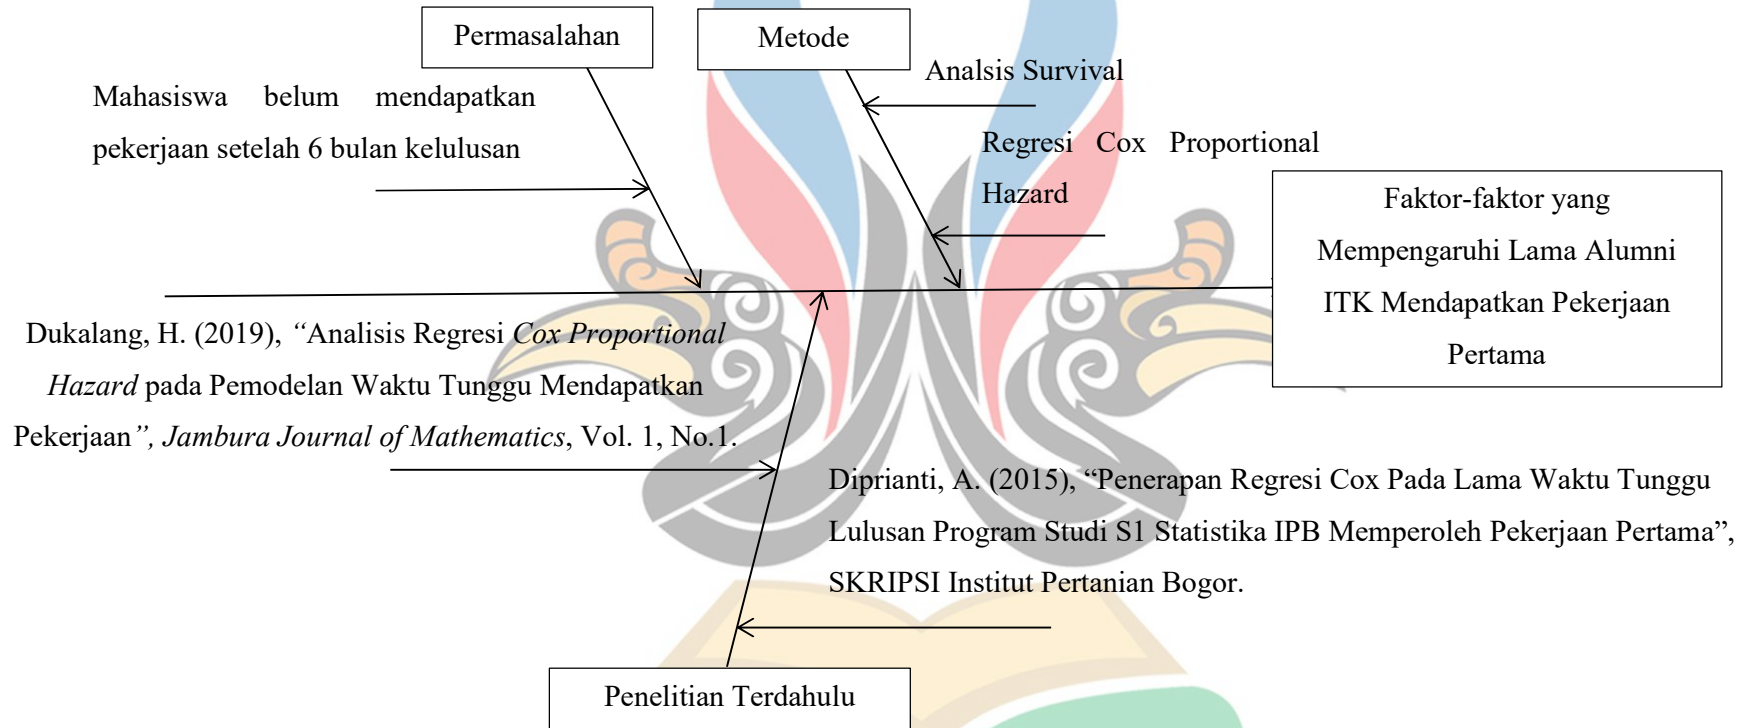 Permasalahan
Metode
Mahasiswa belum mendapatkan
pekerjaan setelah 6 bulan kelulusan
Analsis Survival
Regresi Cox Proportional
Hazard
Faktor-faktor yang
Mempengaruhi Lama Alumni
ITK Mendapatkan Pekerjaan
Pertama
Dukalang, H. (2019), “Analisis Regresi Cox Proportional
Hazard pada Pemodelan Waktu Tunggu Mendapatkan
Pekerjaan”, Jambura Journal of Mathematics, Vol. 1, No.1.
Diprianti, A. (2015), “Penerapan Regresi Cox Pada Lama Waktu Tunggu
Lulusan Program Studi S1 Statistika IPB Memperoleh Pekerjaan Pertama”,
SKRIPSI Institut Pertanian Bogor.
Penelitian Terdahulu